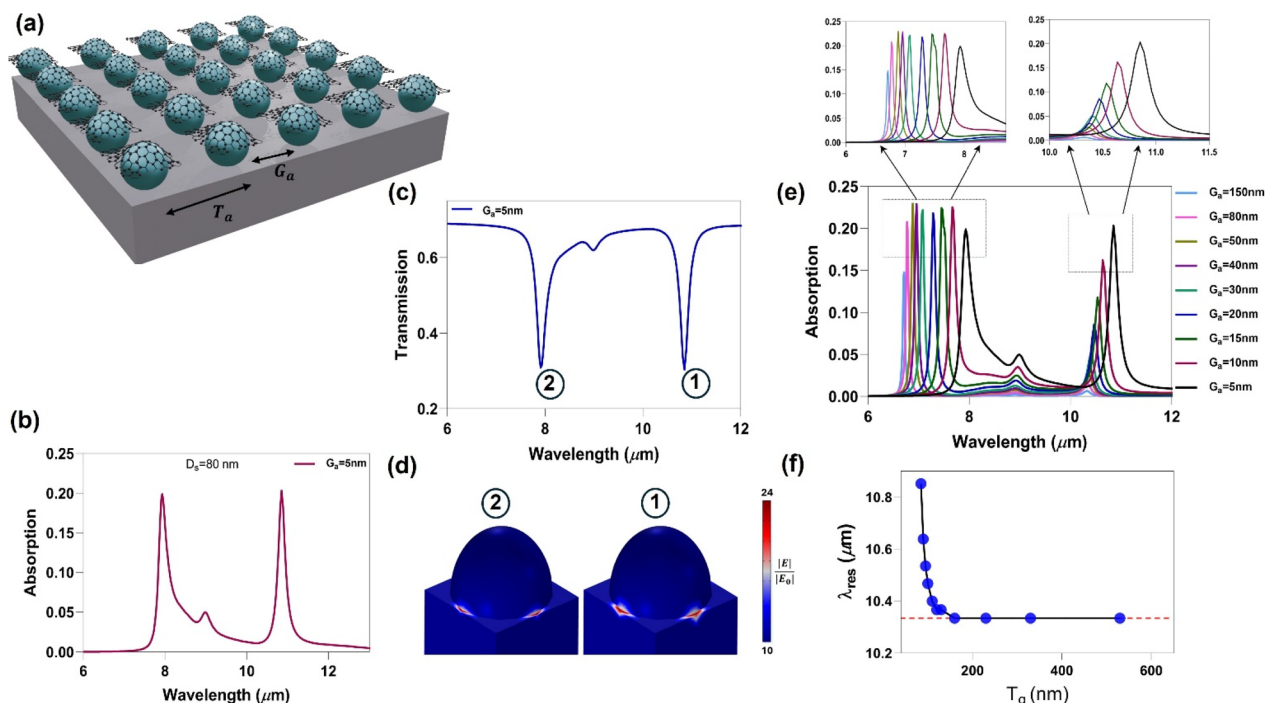 (a)
G_a
T_a
(b)
0.25
0.20
0.15
0.10
0.05
0.00
Absorption
D_s=80 nm
G_a=5nm
6
8
10
12
Wavelength (μm)
(c)
G_a=5nm
0.6
0.4
0.2
Transmission
2
1
6
8
10
12
Wavelength (μm)
(d)
2
1
24
|E|
|E_0|
10
0.25
0.20
0.15
0.10
0.05
0.00
6
7
8
0.25
0.20
0.15
0.10
0.05
0.00
10.0
10.5
11.0
11.5
(e)
0.25
0.20
0.15
0.10
0.05
0.00
Absorption
6
8
10
12
Wavelength (μm)
G_a=150nm
G_a=80nm
G_a=50nm
G_a=40nm
G_a=30nm
G_a=20nm
G_a=15nm
G_a=10nm
G_a=5nm
(f)
10.8
10.6
10.4
10.2
λ_res (μm)
200
400
600
T_g (nm)